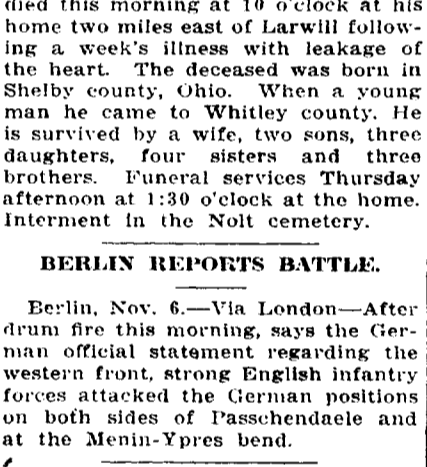 died this morning at 10 o'clock at his
home two miles east of Larwill follow-
ing a week's illness with leakage of
the heart. The deceased was born in
Shelby county, Ohio. When a young
man he came to Whitley county. He
is survived by a wife, two sons, three
daughters, four sisters and three
brothers. Funeral services Thursday
afternoon at 1:30 o'clock at the home.
Interment in the Nolt cemetery.
BERLIN REPORTS BATTLE.
Berlin, Nov. 6.—Via London—After
drum fire this morning, says the Ger-
man official statement regarding the
western front, strong English infantry
forces attacked the German positions
on both sides of Passchendaele and
at the Menin-Ypres bend.